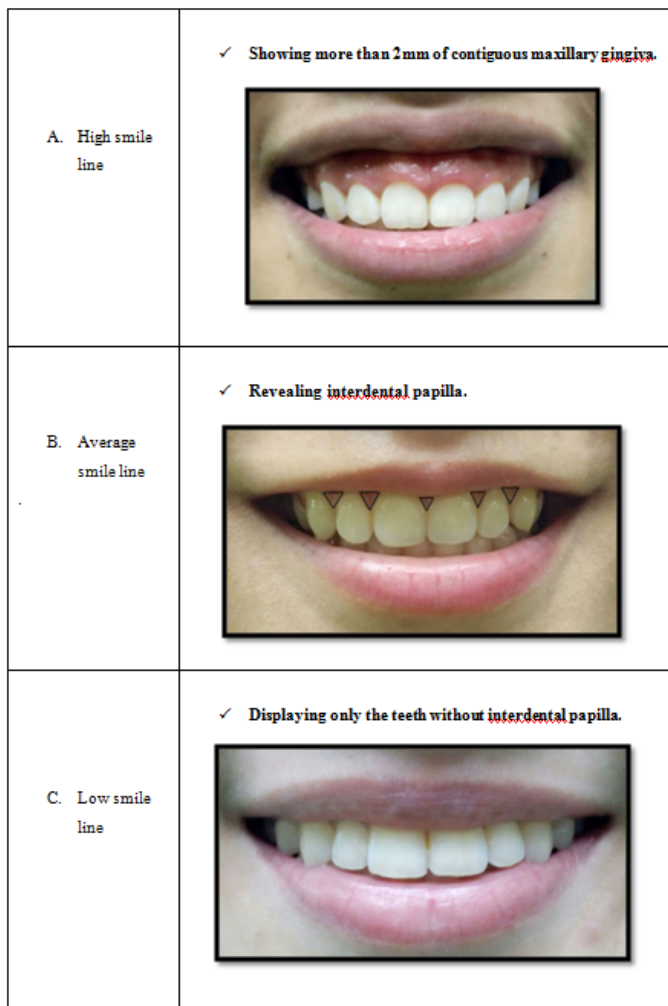 ✓ Showing more than 2mm of contiguous maxillary gingiva.
A. High smile
line
✓ Revealing interdental papilla.
B. Average
smile line
.
✓ Displaying only the teeth without interdental papilla.
C. Low smile
line